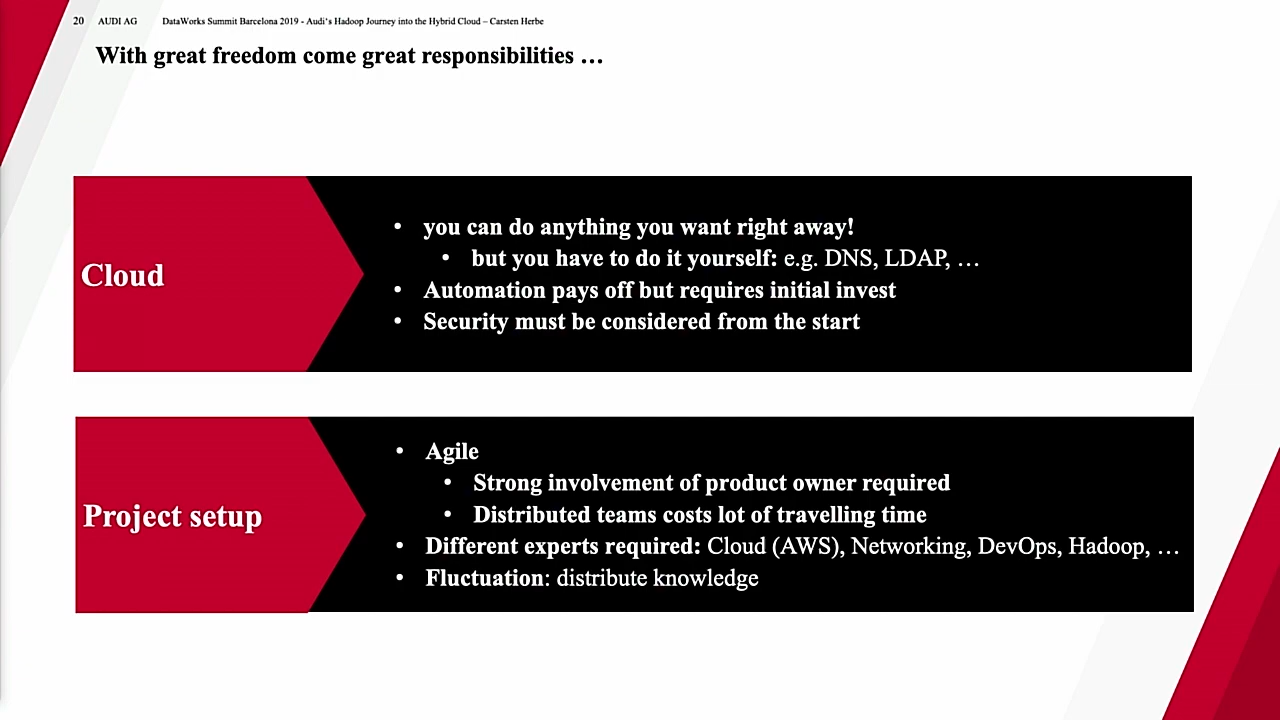 20 AUDI AG DataWorks Summit Barcelona 2019 - Audi's Hadoop Journey into the Hybrid Cloud – Carsten Herbe
With great freedom come great responsibilities …
Cloud
• you can do anything you want right away!
• but you have to do it yourself: e.g. DNS, LDAP, …
• Automation pays off but requires initial invest
• Security must be considered from the start
Project setup
• Agile
• Strong involvement of product owner required
• Distributed teams costs lot of travelling time
• Different experts required: Cloud (AWS), Networking, DevOps, Hadoop, …
• Fluctuation: distribute knowledge